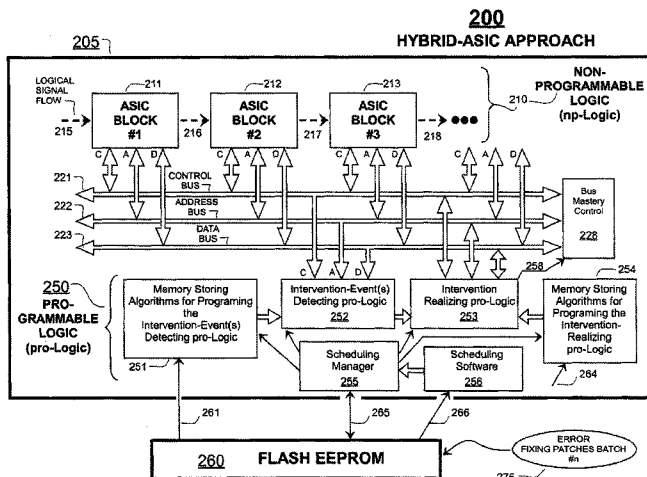 200
HYBRID-ASIC APPROACH
205
LOGICAL
SIGNAL
FLOW
215
211
ASIC
BLOCK
#1
216
212
ASIC
BLOCK
#2
217
213
ASIC
BLOCK
#3
218
210
NON-
PROGRAMMABLE
LOGIC
(np-Logic)
C A D C A D C A D C A D
221
CONTROL
BUS
222
ADDRESS
BUS
223
DATA
BUS
Bus
Mastery
Control
228
C A D
258
254
250
PRO-
GRAMMABLE
LOGIC
(pro-Logic)
Memory Storing
Algorithms for Programing
the
Intervention-Event(s)
Detecting pro-Logic
251
Intervention-Event(s)
Detecting pro-Logic
252
Intervention
Realizing pro-Logic
253
Memory Storing
Algorithms for
Programing the
Intervention-
Realizing
pro-Logic
Scheduling
Manager
255
Scheduling
Software
256
264
261
265
266
260 FLASH EEPROM
ERROR
FIXING PATCHES BATCH
#n